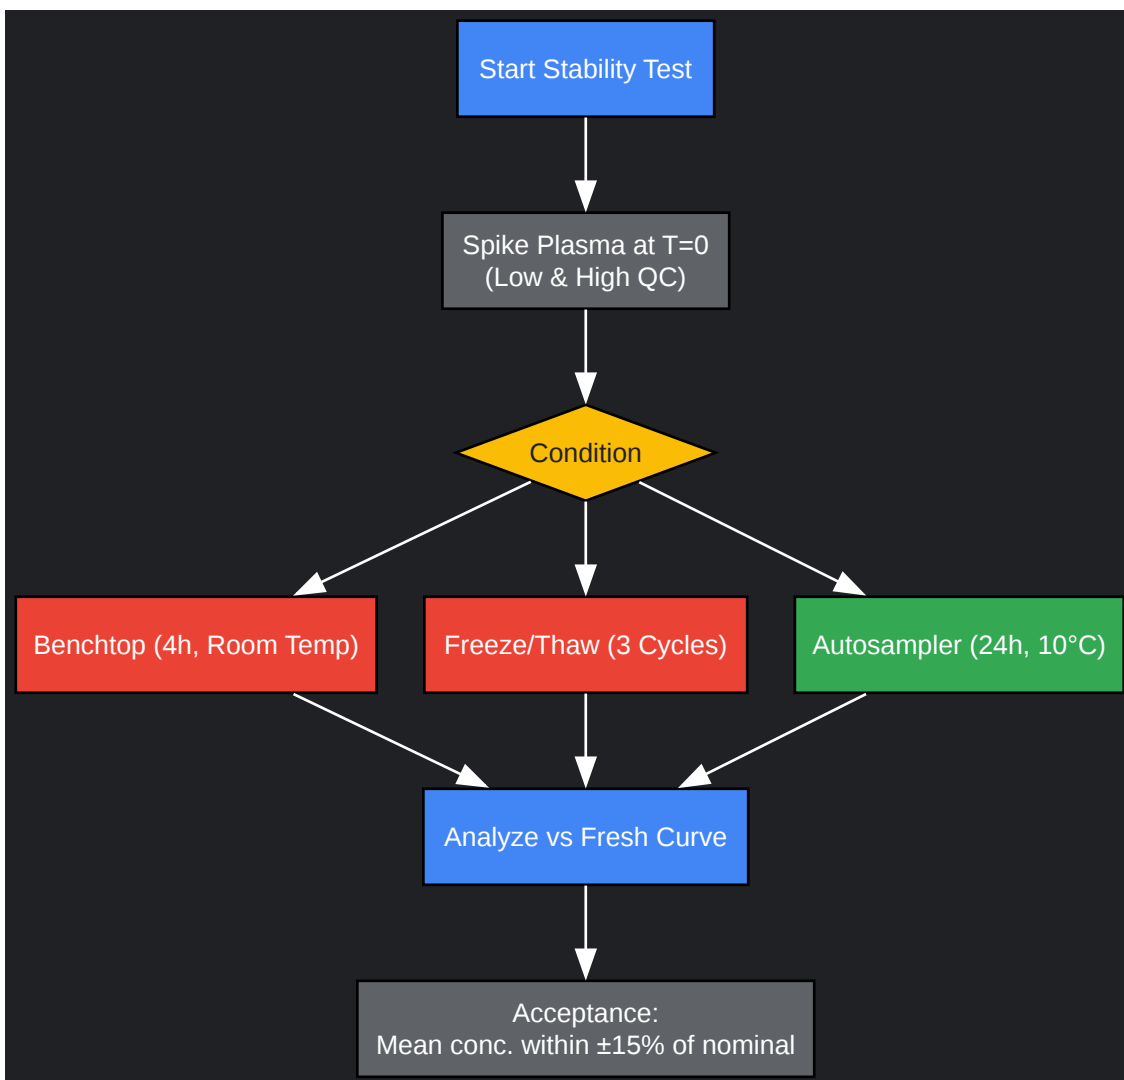 Start Stability Test
Spike Plasma at T=0
(Low & High QC)
Condition
Benchtop (4h, Room Temp)
Freeze/Thaw (3 Cycles)
Autosampler (24h, 10°C)
Analyze vs Fresh Curve
Acceptance:
Mean conc. within ±15% of nominal